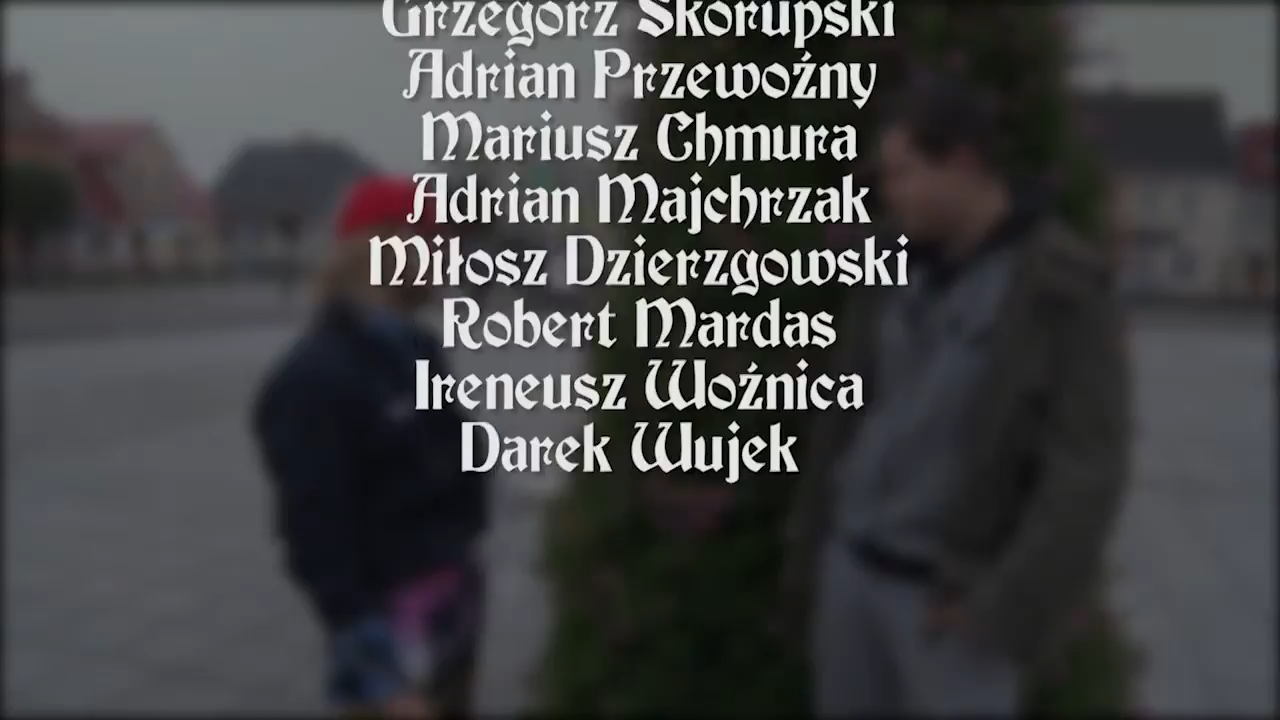 Grzegorz Skorupski
Adrian Przewoźny
Mariusz Chmura
Adrian Majchrzak
Miłosz Dzierzgowski
Robert Mardas
Ireneusz Woźnica
Darek Wujek